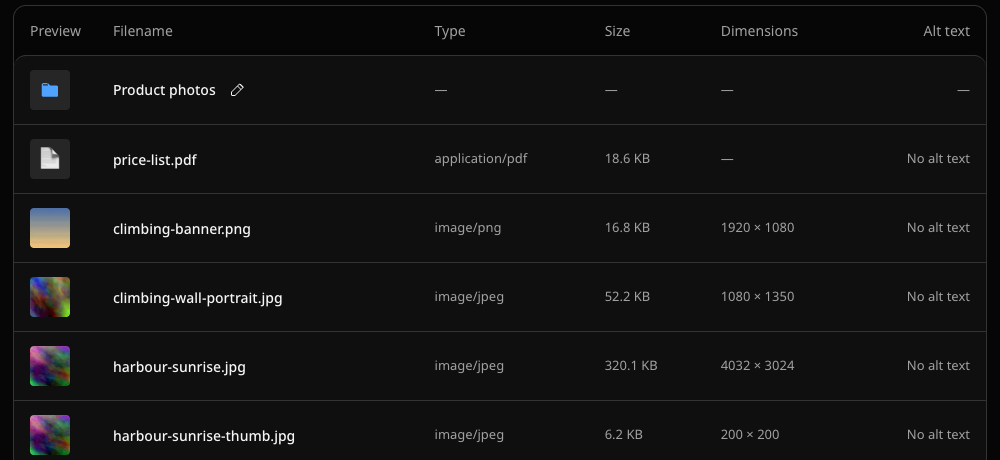 Preview Filename Type Size Dimensions Alt text
Product photos — — — —
price-list.pdf application/pdf 18.6 KB — No alt text
climbing-banner.png image/png 16.8 KB 1920 × 1080 No alt text
climbing-wall-portrait.jpg image/jpeg 52.2 KB 1080 × 1350 No alt text
harbour-sunrise.jpg image/jpeg 320.1 KB 4032 × 3024 No alt text
harbour-sunrise-thumb.jpg image/jpeg 6.2 KB 200 × 200 No alt text